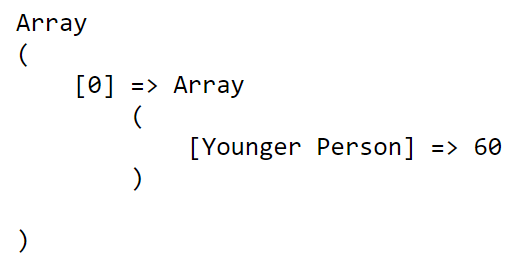 Array
(
    [0] => Array
        (
            [Younger Person] => 60
        )

)